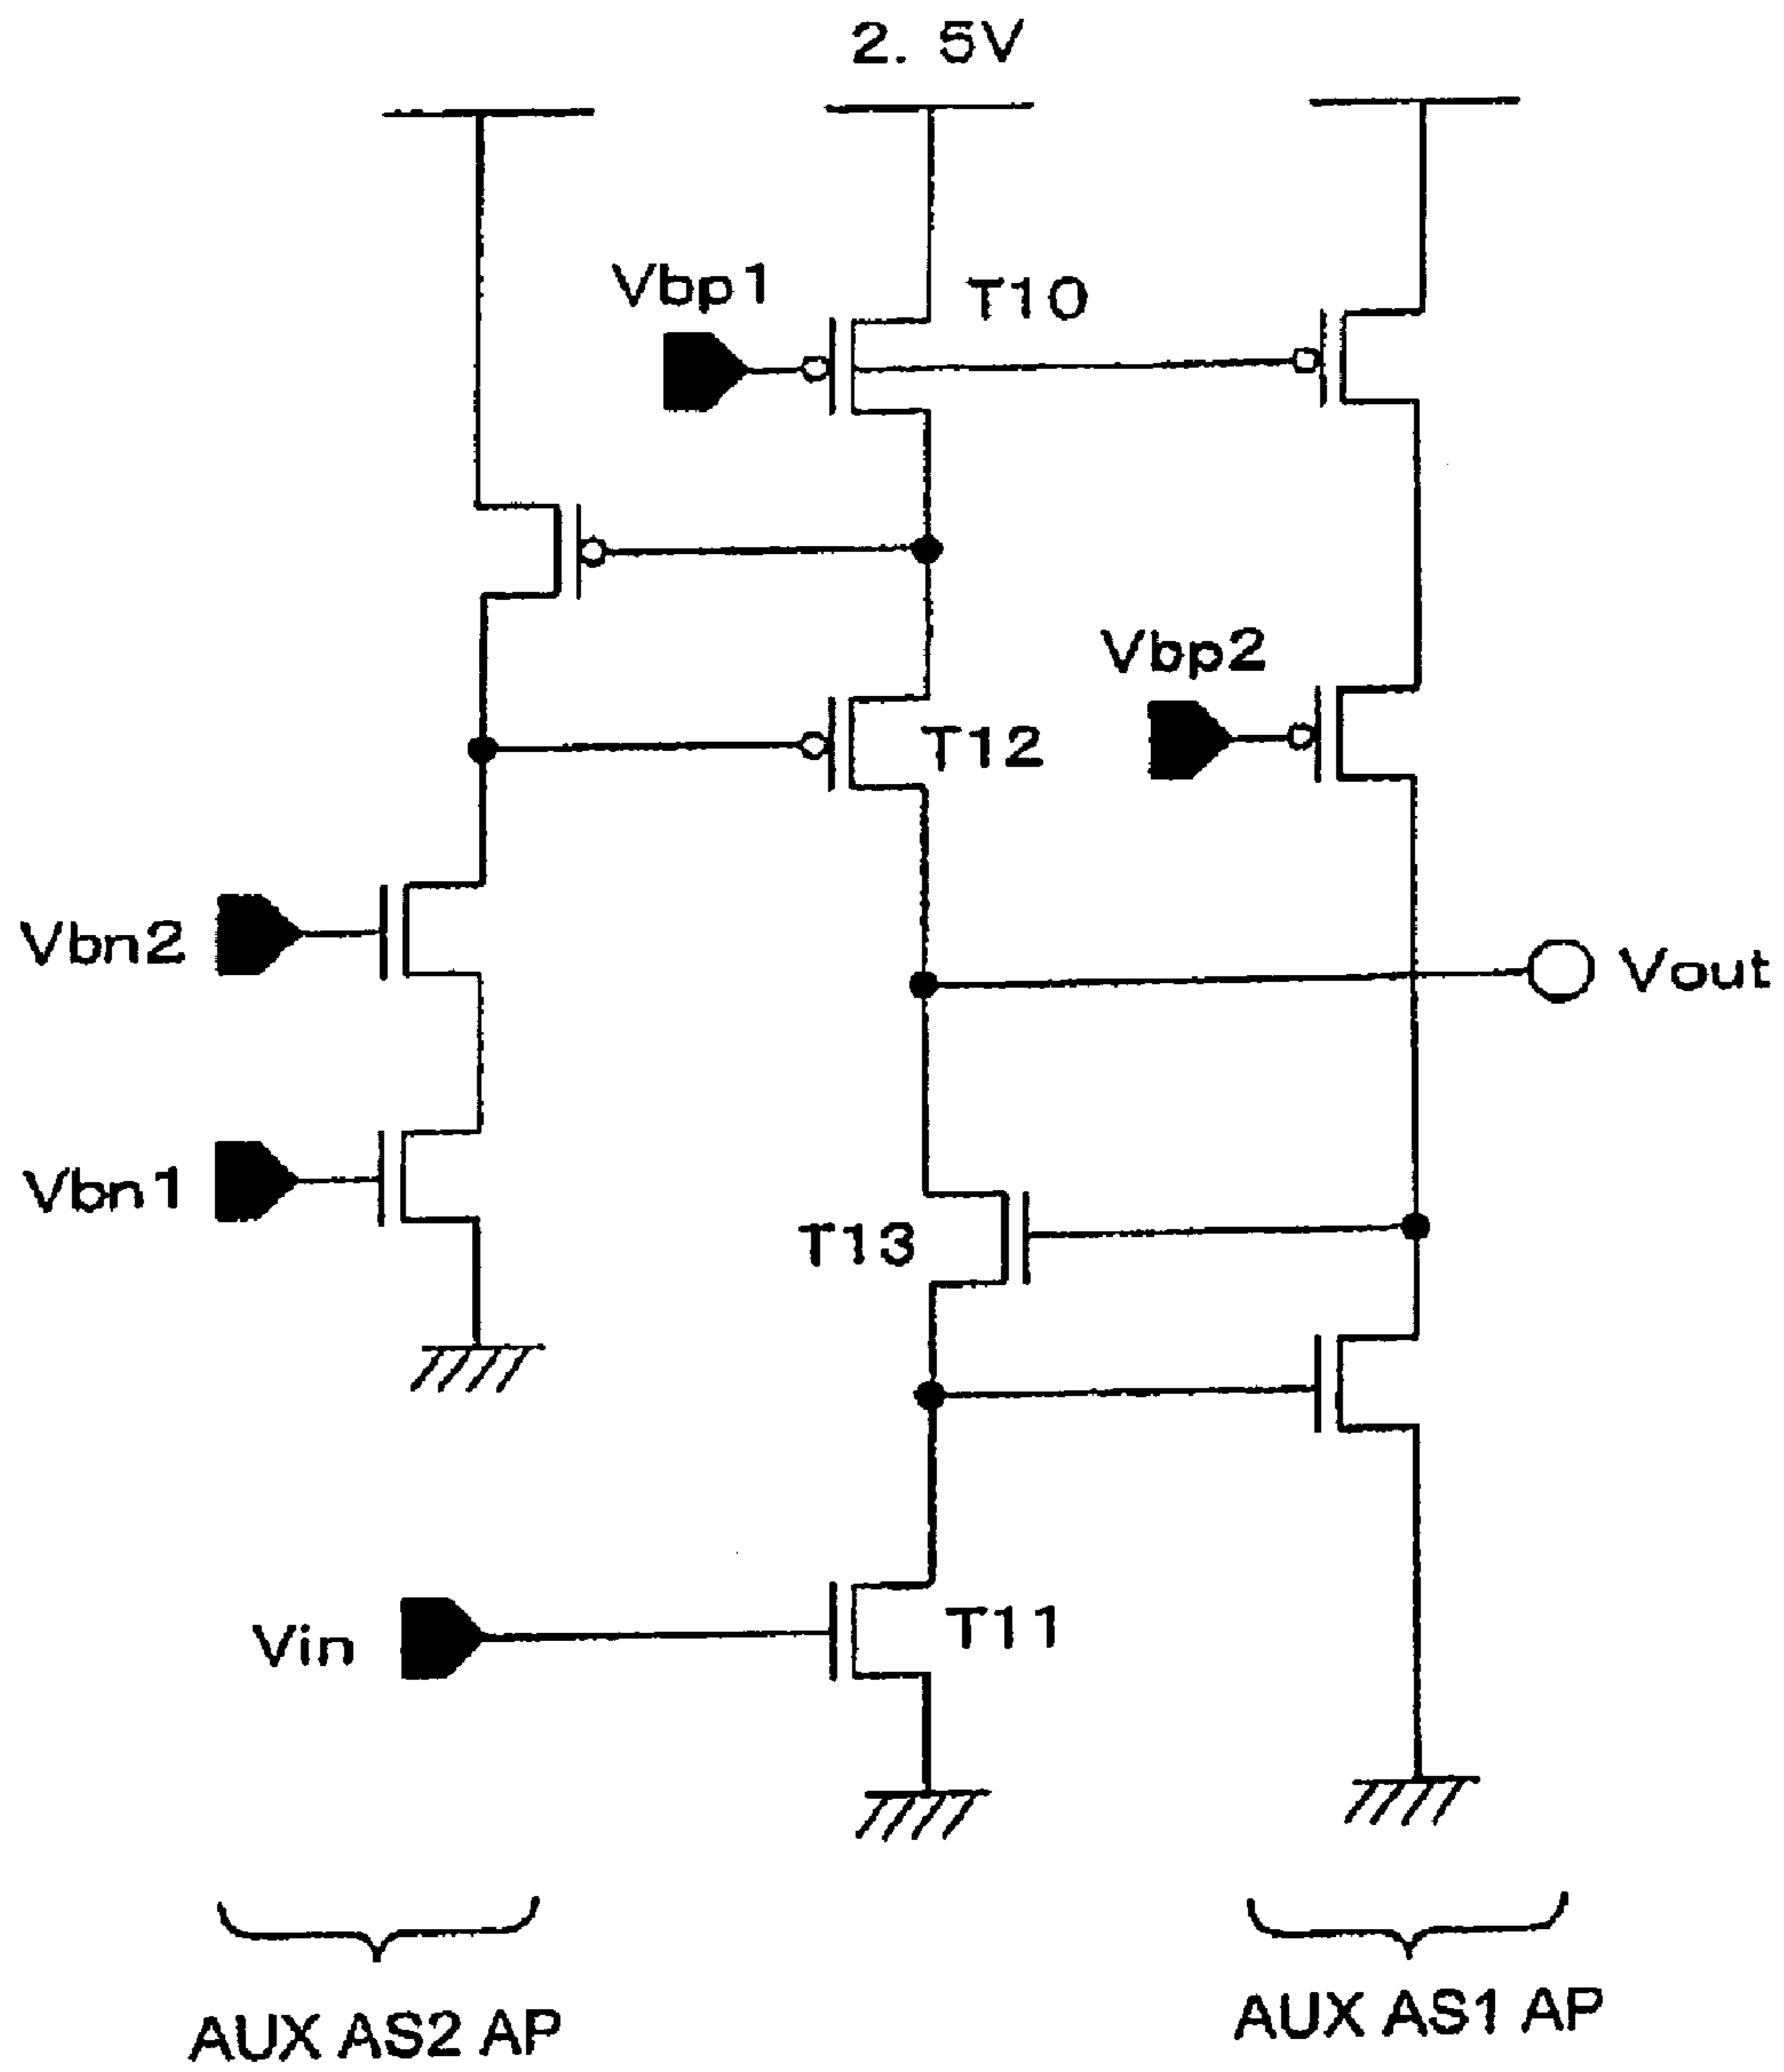 2. 5V
Vbp1
T10
Vbp2
T12
Vbn2
Vout
Vbn1
T13
Vin
T11
AUX AS2 AP
AUX AS1 AP